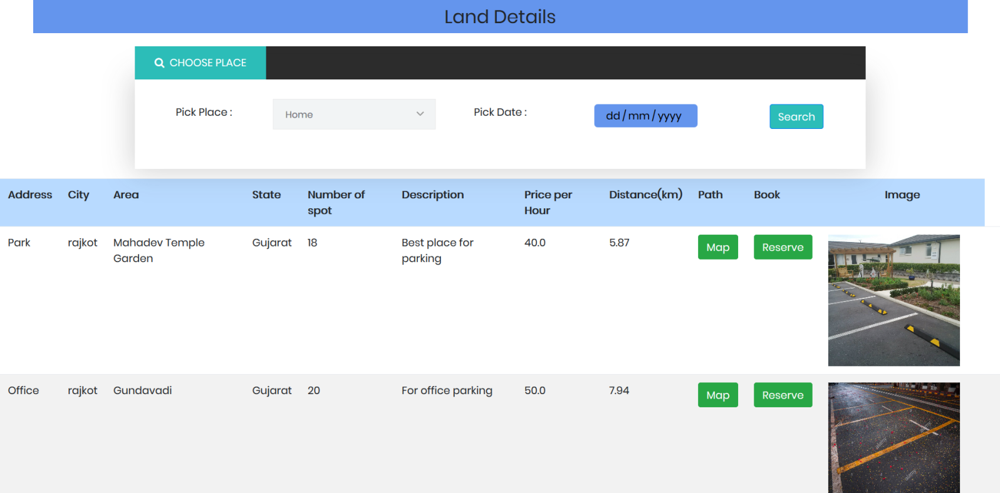 Land Details
CHOOSE PLACE
Pick Place :
Home
Pick Date :
dd/mm/yyyy
Search
Address City Area State Number of spot Description Price per Hour Distance(km) Path Book Image
Park rajkot Mahadev Temple Garden Gujarat 18 Best place for parking 40.0 5.87 Map Reserve
Office rajkot Gundavadi Gujarat 20 For office parking 50.0 7.94 Map Reserve
alamy
alamy
alamy